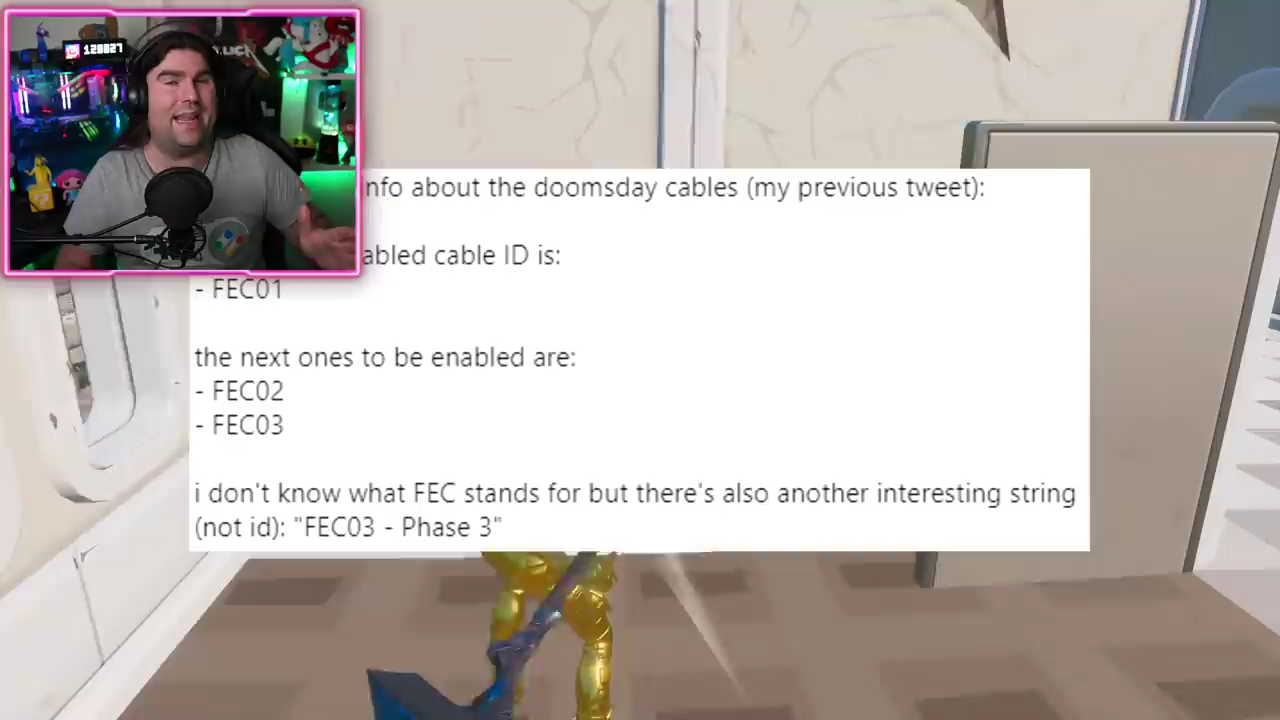 128827
nfo about the doomsday cables (my previous tweet):
abled cable ID is:
- FEC01
the next ones to be enabled are:
- FEC02
- FEC03
i don't know what FEC stands for but there's also another interesting string
(not id): "FEC03 - Phase 3"